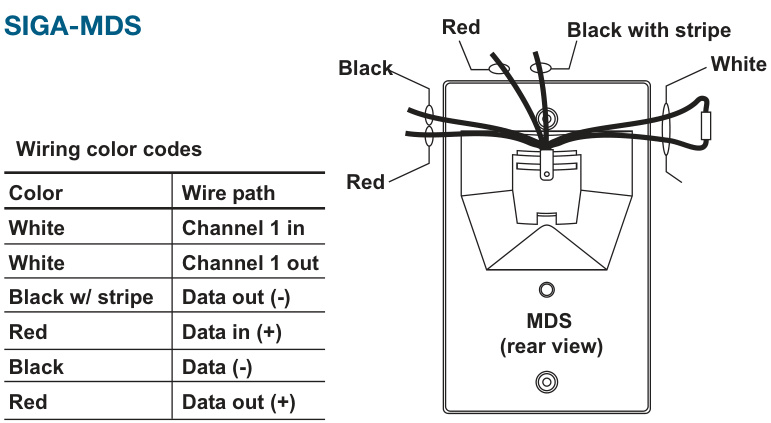 SIGA-MDS
Wiring color codes
Color Wire path
White Channel 1 in
White Channel 1 out
Black w/ stripe Data out (-)
Red Data in (+)
Black Data (-)
Red Data out (+)
Red
Black with stripe
Black
White
Red
MDS
(rear view)